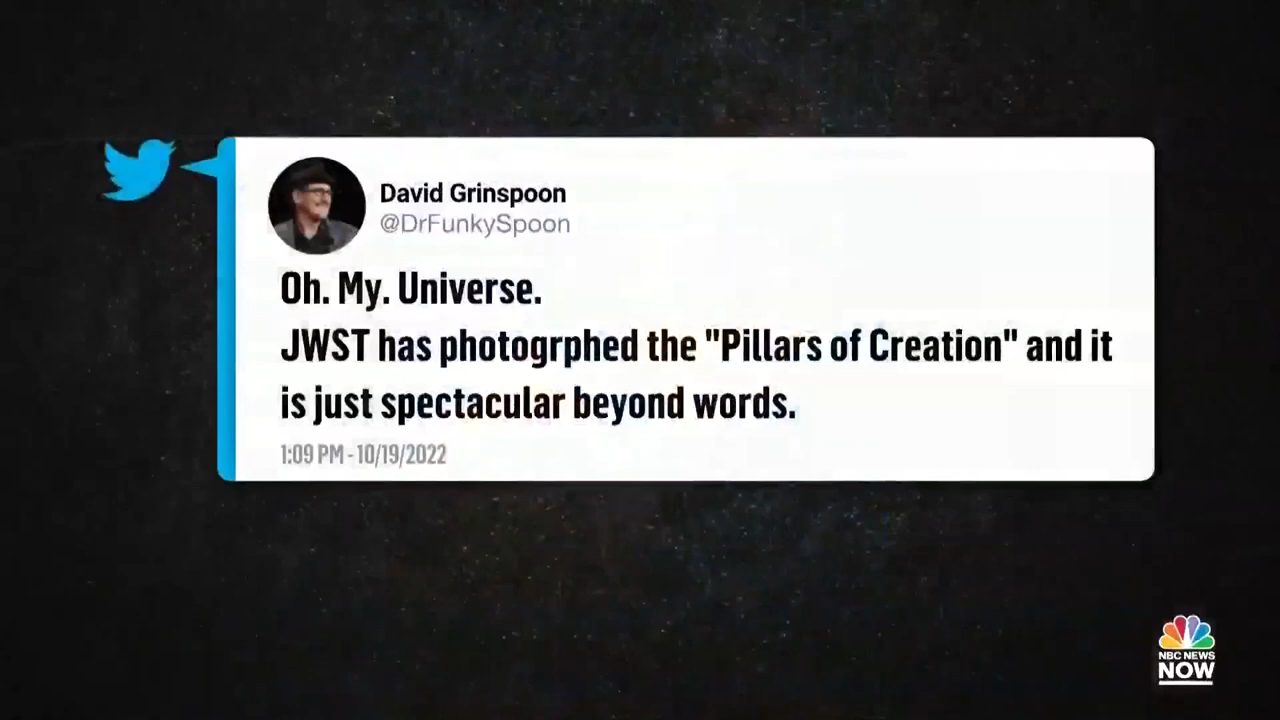 David Grinspoon
@DrFunkySpoon
Oh. My. Universe.
JWST has photogrphed the "Pillars of Creation" and it
is just spectacular beyond words.
1:09 PM - 10/19/2022
NBC NEWS
NOW